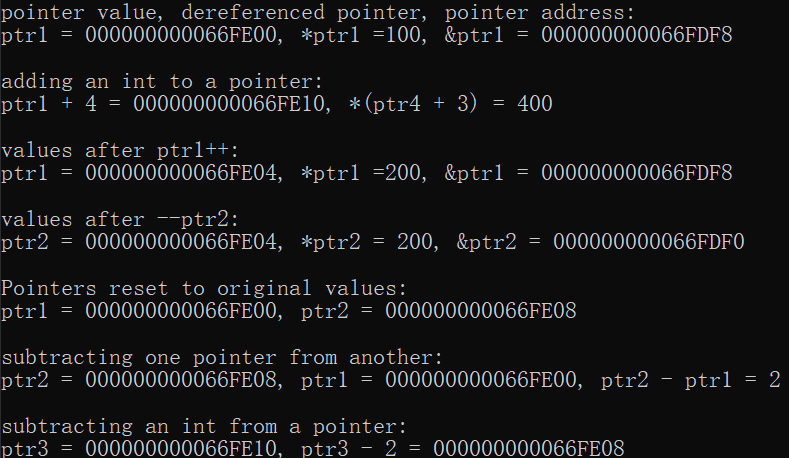 pointer value, dereferenced pointer, pointer address:
ptr1 = 000000000066FE00, *ptr1 =100, &ptr1 = 000000000066FDF8
adding an int to a pointer:
ptr1 + 4 = 000000000066FE10, *(ptr4 + 3) = 400
values after ptr1++:
ptr1 = 000000000066FE04, *ptr1 =200, &ptr1 = 000000000066FDF8
values after --ptr2:
ptr2 = 000000000066FE04, *ptr2 = 200, &ptr2 = 000000000066FDF0
Pointers reset to original values:
ptr1 = 000000000066FE00, ptr2 = 000000000066FE08
subtracting one pointer from another:
ptr2 = 000000000066FE08, ptr1 = 000000000066FE00, ptr2 - ptr1 = 2
subtracting an int from a pointer:
ptr3 = 000000000066FE10, ptr3 - 2 = 000000000066FE08